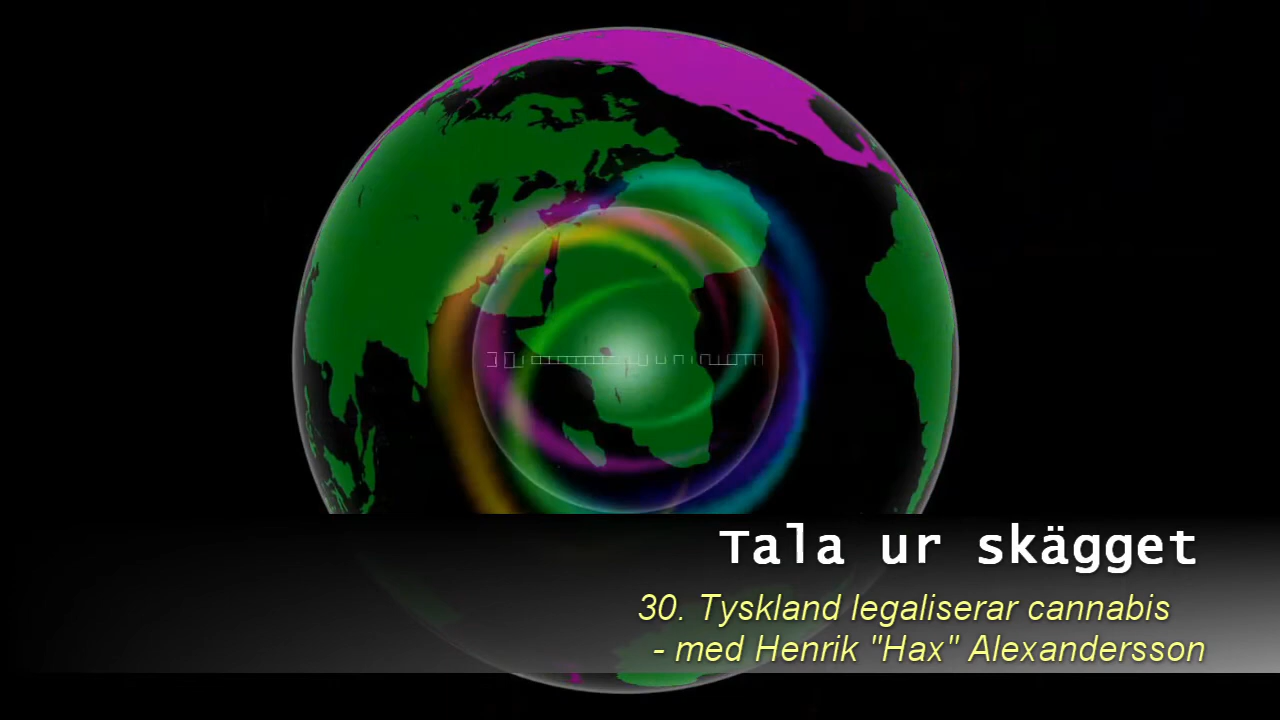 Tala ur skägget
30. Tyskland legaliserar cannabis
- med Henrik "Hax" Alexandersson